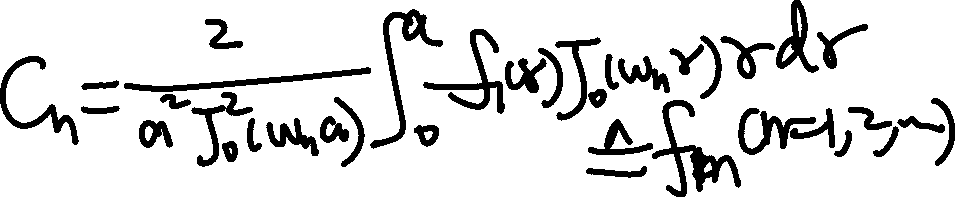 C_n = \frac{2}{a^2 J_0^2(\omega_n a)} \int_0^a f_1(r) J_0(\omega_n r) r dr
\triangleq f_{1n} (n=1,2,\cdots)